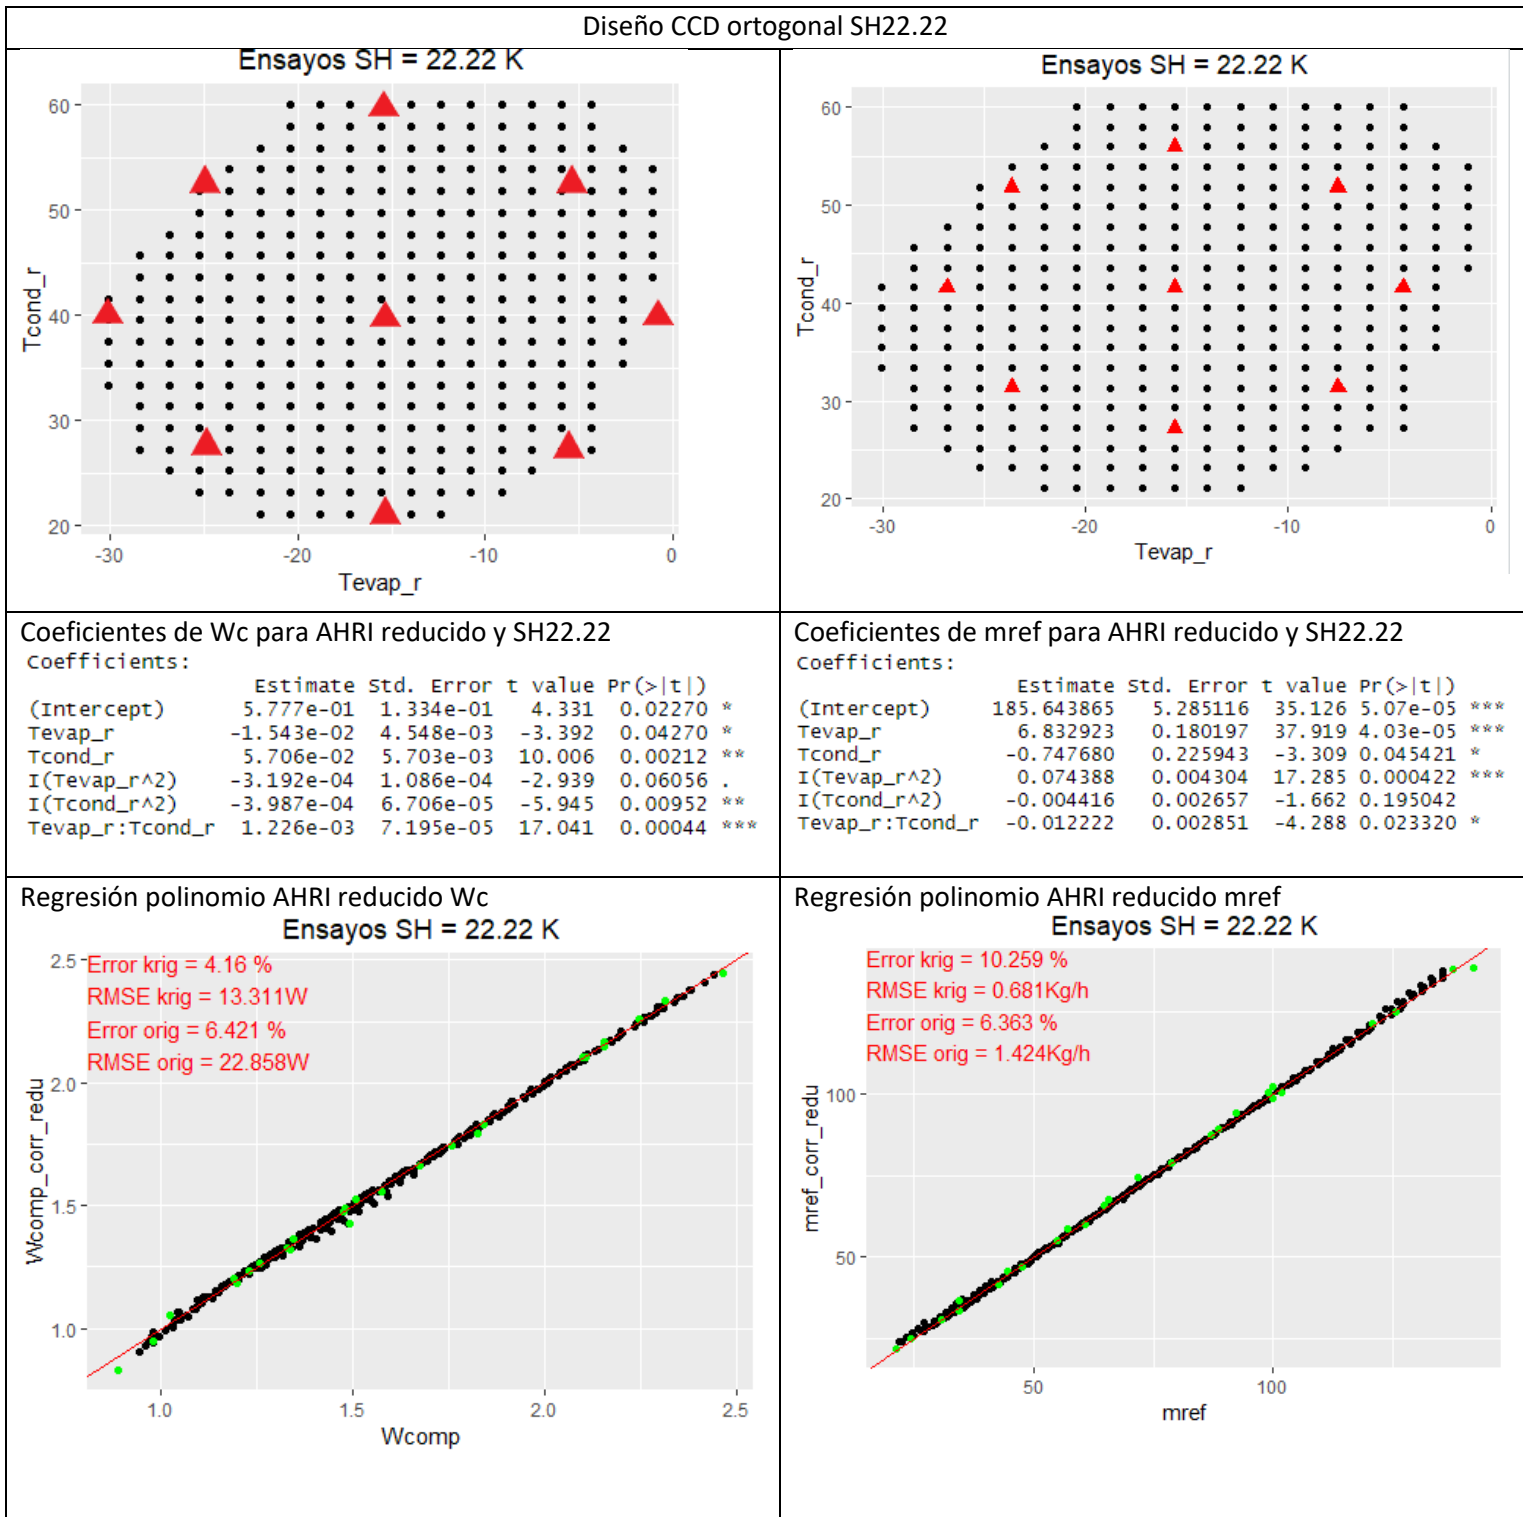 Diseño CCD ortogonal SH22.22
Ensayos SH = 22.22 K
60
50
40
30
20
Tcond_r
-30
-20
-10
0
Tevap_r
Ensayos SH = 22.22 K
60
50
40
30
20
Tcond_r
-30
-20
-10
0
Tevap_r
Coeficientes de Wc para AHRI reducido y SH22.22
Coefficients:
Estimate Std. Error t value Pr(>|t|)
(Intercept) 5.777e-01 1.334e-01 4.331 0.02270 *
Tevap_r -1.543e-02 4.548e-03 -3.392 0.04270 *
Tcond_r 5.706e-02 5.703e-03 10.006 0.00212 **
I(Tevap_r^2) -3.192e-04 1.086e-04 -2.939 0.06056 .
I(Tcond_r^2) -3.987e-04 6.706e-05 -5.945 0.00952 **
Tevap_r:Tcond_r 1.226e-03 7.195e-05 17.041 0.00044 ***
Coeficientes de mref para AHRI reducido y SH22.22
Coefficients:
Estimate Std. Error t value Pr(>|t|)
(Intercept) 185.643865 5.285116 35.126 5.07e-05 ***
Tevap_r 6.832923 0.180197 37.919 4.03e-05 ***
Tcond_r -0.747680 0.225943 -3.309 0.045421 *
I(Tevap_r^2) 0.074388 0.004304 17.285 0.000422 ***
I(Tcond_r^2) -0.004416 0.002657 -1.662 0.195042
Tevap_r:Tcond_r -0.012222 0.002851 -4.288 0.023320 *
Regresión polinomio AHRI reducido Wc
Ensayos SH = 22.22 K
Error krig = 4.16 %
RMSE krig = 13.311W
Error orig = 6.421 %
RMSE orig = 22.858W
2.5
2.0
1.5
1.0
Wcomp_corr_redu
1.0
1.5
2.0
2.5
Wcomp
Regresión polinomio AHRI reducido mref
Ensayos SH = 22.22 K
Error krig = 10.259 %
RMSE krig = 0.681Kg/h
Error orig = 6.363 %
RMSE orig = 1.424Kg/h
100
50
mref_corr_redu
50
100
mref